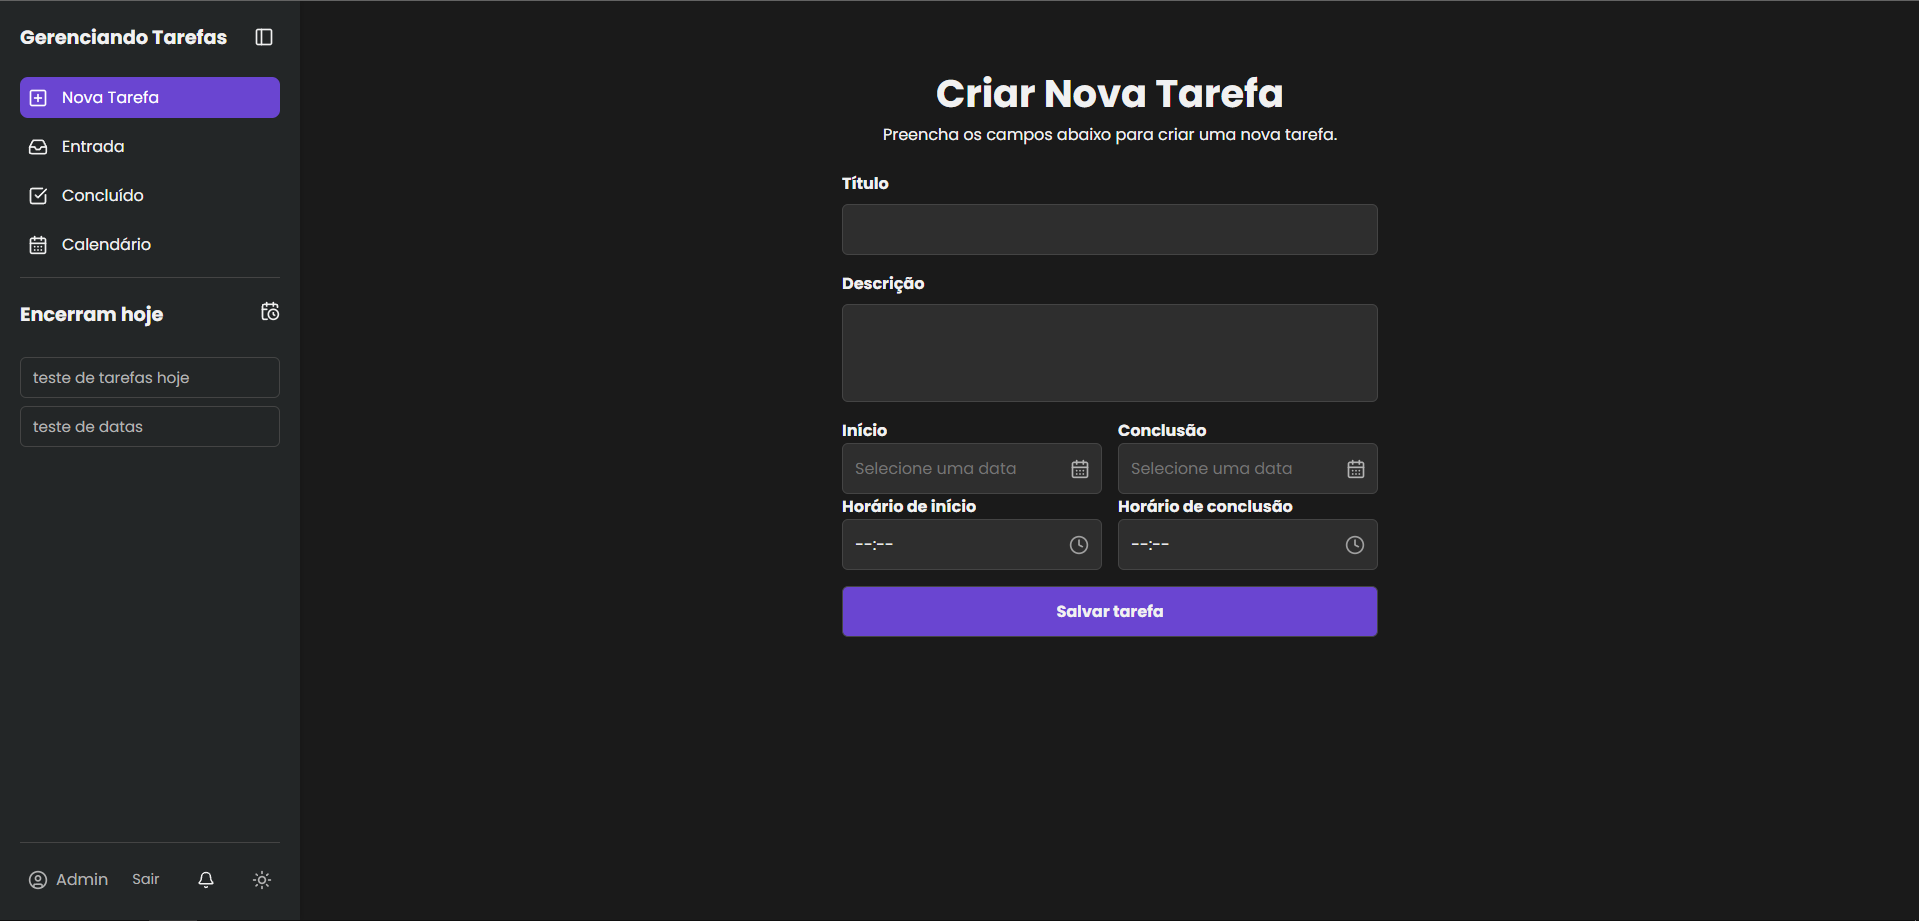 Gerenciando Tarefas
Nova Tarefa
Entrada
Concluído
Calendário
Encerram hoje
teste de tarefas hoje
teste de datas
Admin
Sair
Criar Nova Tarefa
Preencha os campos abaixo para criar uma nova tarefa.
Título
Descrição
Início
Conclusão
Selecione uma data
Selecione uma data
Horário de início
Horário de conclusão
--:--
--:--
Salvar tarefa